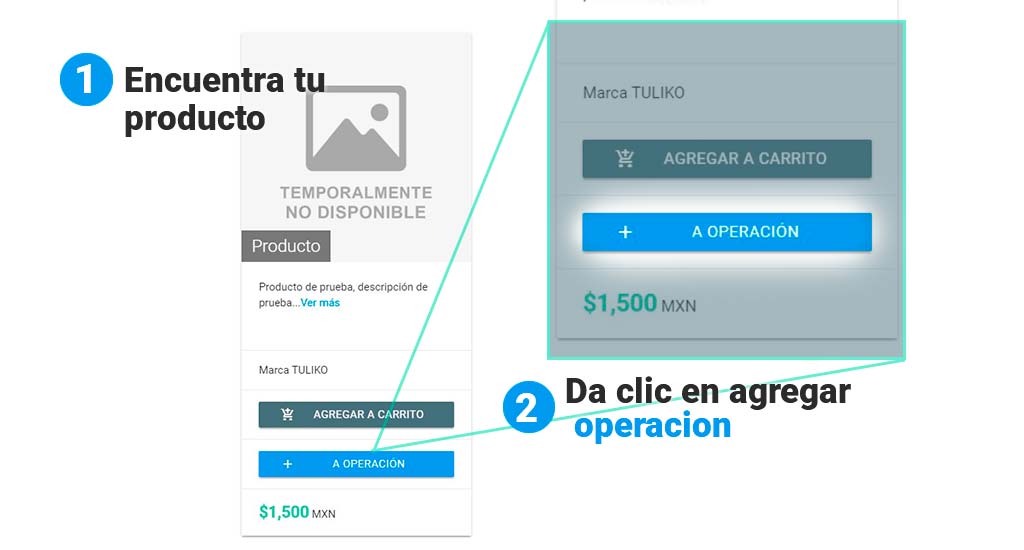 1
Encuentra tu
producto
TEMPORALMENTE
NO DISPONIBLE
Producto
Producto de prueba, descripción de
prueba...Ver más
Marca TULIKO
AGREGAR A CARRITO
+ A OPERACIÓN
$1,500 MXN
Marca TULIKO
AGREGAR A CARRITO
+ A OPERACIÓN
$1,500 MXN
2
Da clic en agregar
operacion